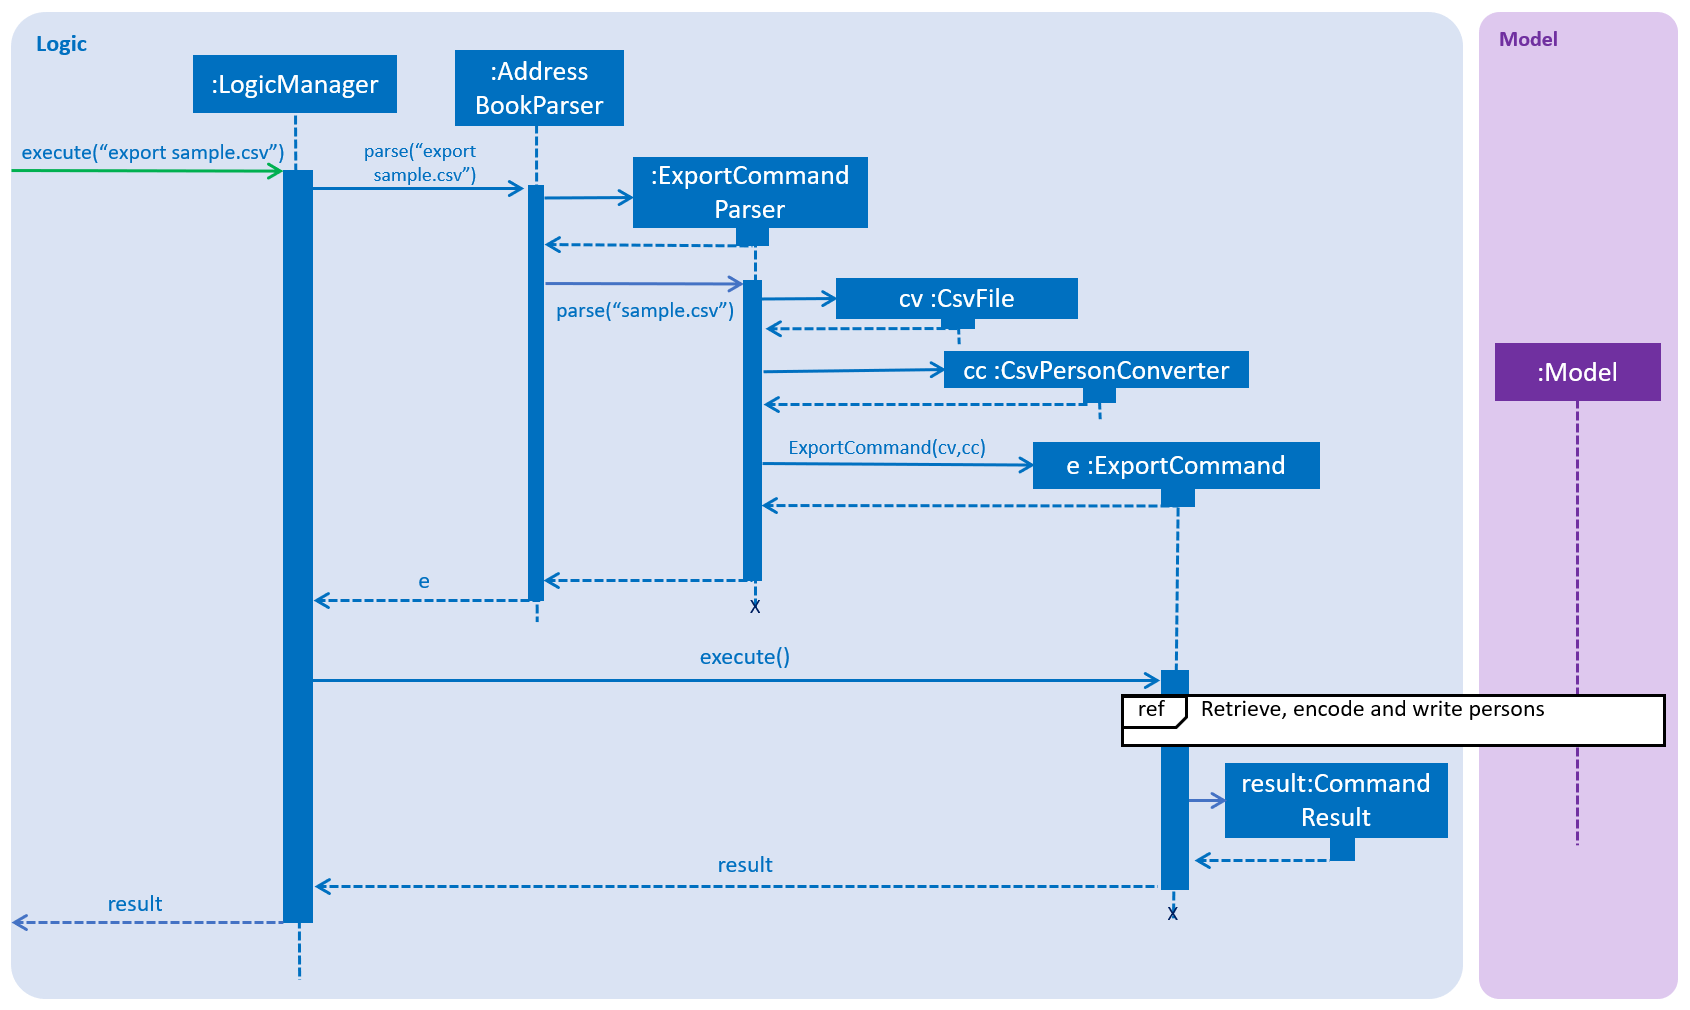 Logic
Model
:LogicManager
:Address
BookParser
execute(“export sample.csv”)
parse(“export
sample.csv”)
:ExportCommand
Parser
parse(“sample.csv”)
cv :CsvFile
cc :CsvPersonConverter
:Model
ExportCommand(cv,cc)
e :ExportCommand
e
X
execute()
ref
Retrieve, encode and write persons
result:Command
Result
result
result
X